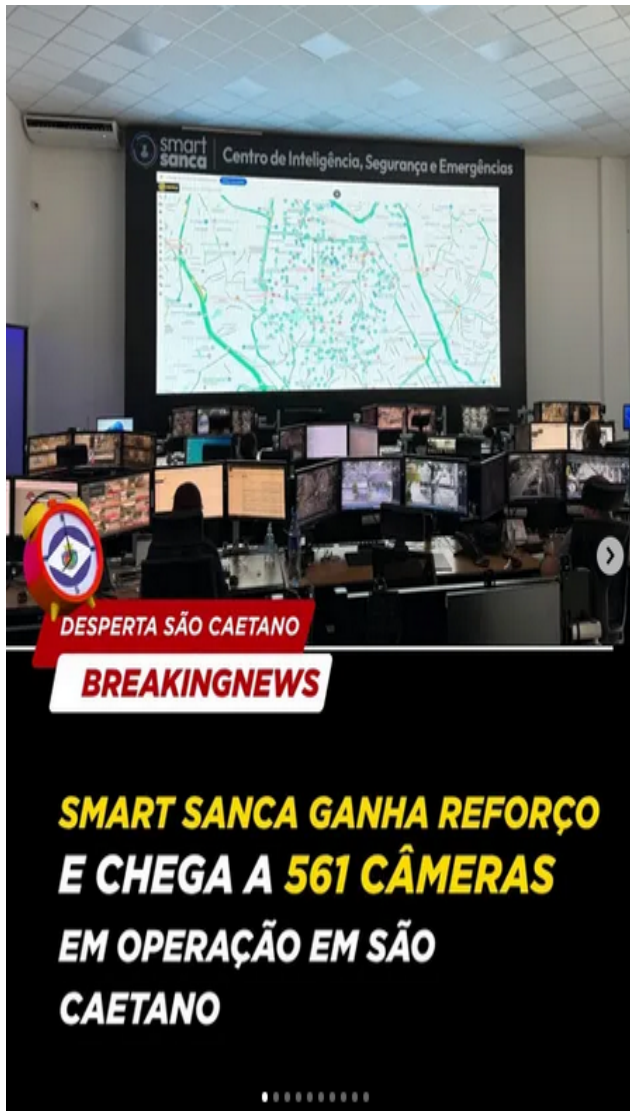 smart
sanca
Centro de Inteligência, Segurança e Emergências
DESPERTA SÃO CAETANO
BREAKINGNEWS
SMART SANCA GANHA REFORÇO
E CHEGA A 561 CÂMERAS
EM OPERAÇÃO EM SÃO
CAETANO